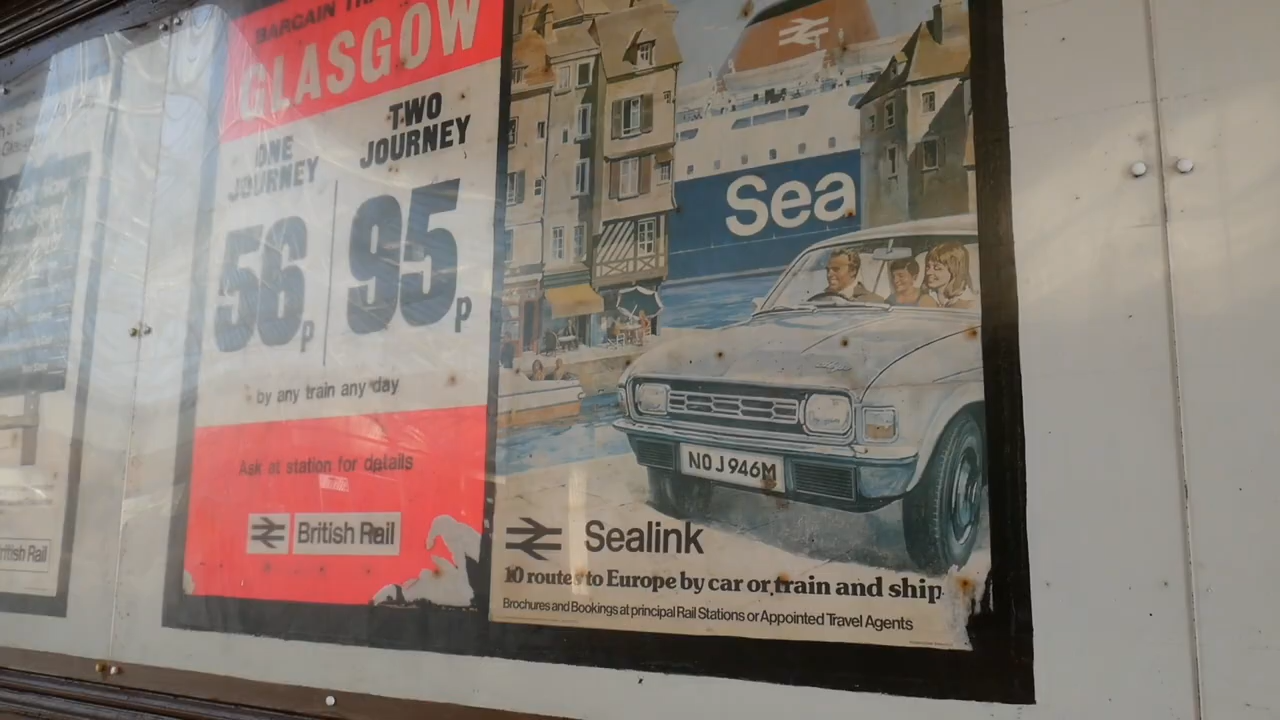 BARGAIN
GLASGOW
ONE
JOURNEY
56p
TWO
JOURNEY
95p
by any train any day
Ask at station for details
British Rail
Sea
NOJ 946M
Sealink
10 routes to Europe by car or train and ship
Brochures and Bookings at principal Rail Stations or Appointed Travel Agents
British Rail